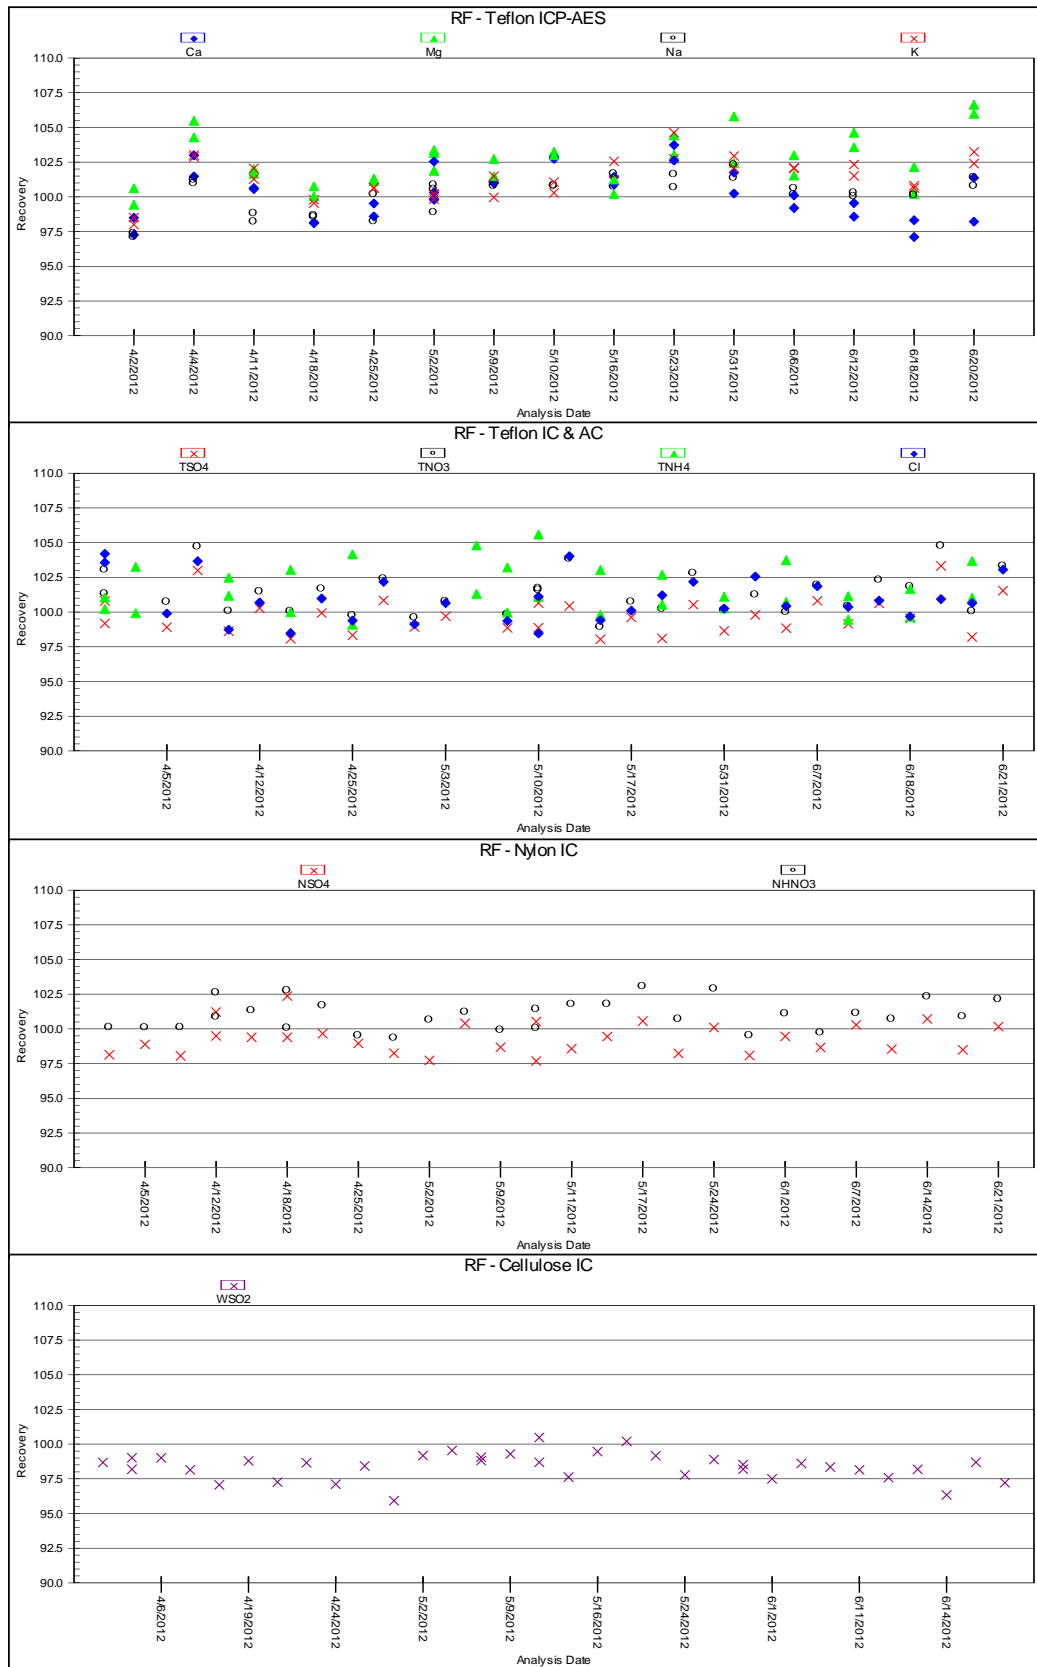 RF - Teflon ICP-AES
Ca Mg Na K
110.0
107.5
105.0
102.5
100.0
97.5
95.0
92.5
90.0
Recovery
4/2/2012 4/4/2012 4/11/2012 4/18/2012 4/25/2012 5/2/2012 5/9/2012 5/10/2012 5/16/2012 5/23/2012 5/31/2012 6/6/2012 6/12/2012 6/18/2012 6/20/2012
Analysis Date
RF - Teflon IC & AC
TSO4 TNO3 TNH4 Cl
110.0
107.5
105.0
102.5
100.0
97.5
95.0
92.5
90.0
Recovery
4/5/2012 4/12/2012 4/25/2012 5/3/2012 5/10/2012 5/17/2012 5/31/2012 6/7/2012 6/18/2012 6/21/2012
Analysis Date
RF - Nylon IC
NSO4 NHNO3
110.0
107.5
105.0
102.5
100.0
97.5
95.0
92.5
90.0
Recovery
4/5/2012 4/12/2012 4/18/2012 4/25/2012 5/2/2012 5/9/2012 5/11/2012 5/17/2012 5/24/2012 6/1/2012 6/7/2012 6/14/2012 6/21/2012
Analysis Date
RF - Cellulose IC
WSO2
110.0
107.5
105.0
102.5
100.0
97.5
95.0
92.5
90.0
Recovery
4/6/2012 4/19/2012 4/24/2012 5/2/2012 5/9/2012 5/16/2012 5/24/2012 6/1/2012 6/11/2012 6/14/2012
Analysis Date